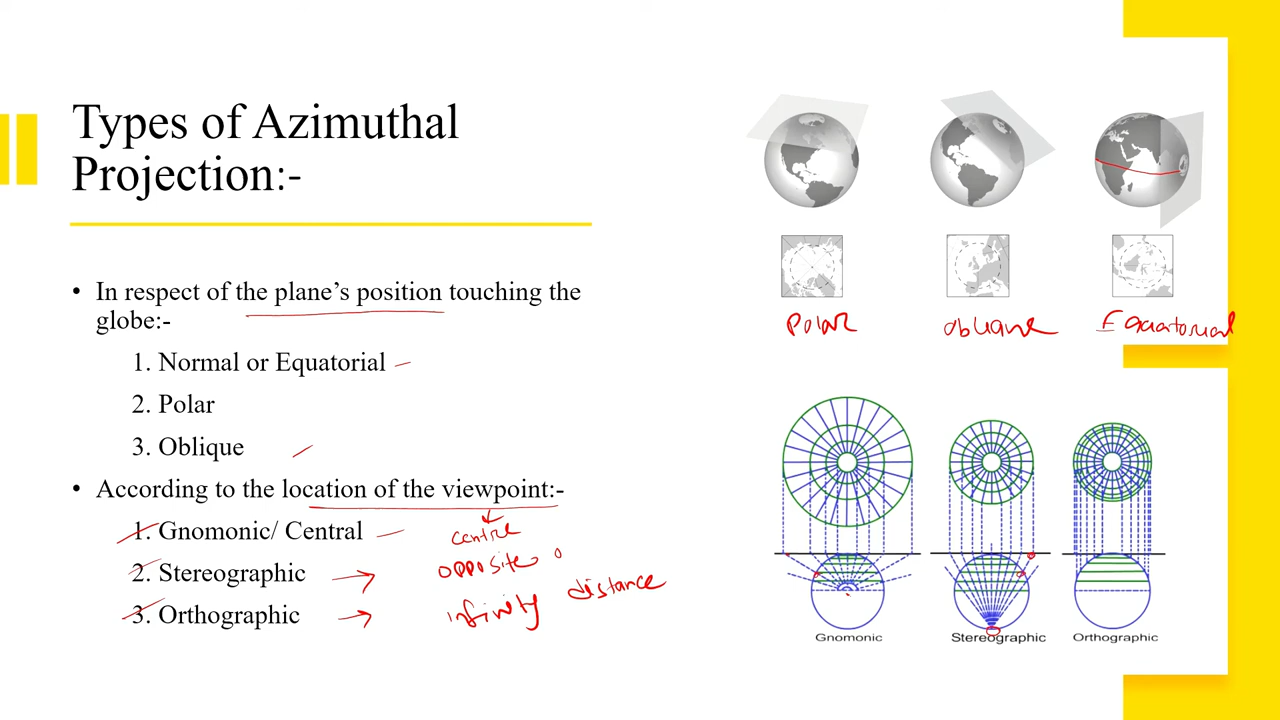 Types of Azimuthal
Projection:-
• In respect of the plane's position touching the
globe:-
1. Normal or Equatorial
2. Polar
3. Oblique
• According to the location of the viewpoint:-
1. Gnomonic/ Central
2. Stereographic
3. Orthographic
centre
opposite
infinity distance
Polar
Equatorial
Gnomonic
Stereographic
Orthographic